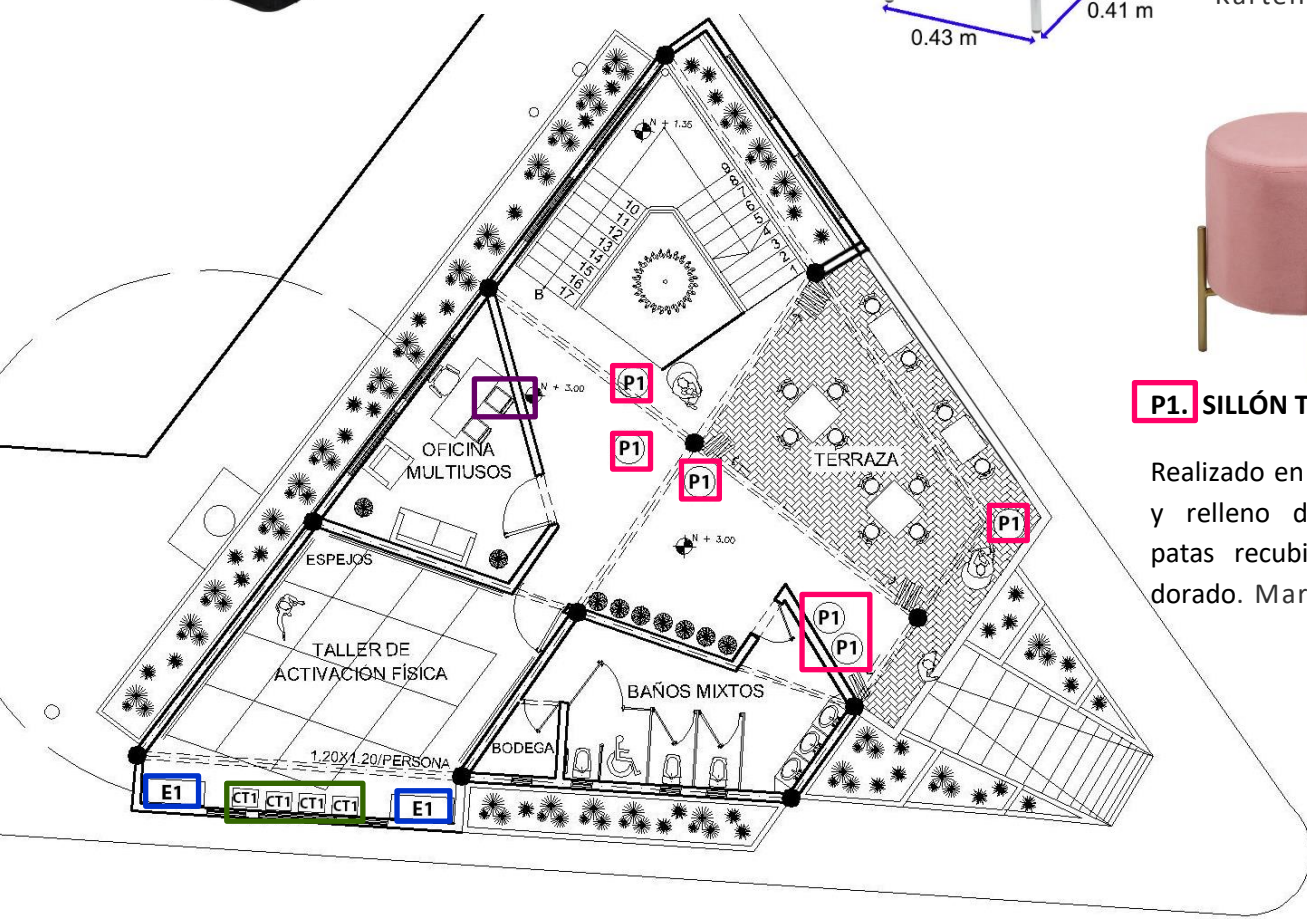 0.41 m
0.43 m
N + 1.35
9
8
7
6
5
4
3
2
1
10
11
12
13
14
15
16
17
B
P1
N + 3.00
OFICINA
MULTIUSOS
P1
P1
TERRAZA
P1
N + 3.00
ESPEJOS
P1
P1
TALLER DE
ACTIVACIÓN FÍSICA
BAÑOS MIXTOS
BODEGA
1.20X1.20/PERSONA
E1
CT1 CT1 CT1 CT1
E1
P1. SILLÓN T
Realizado en
y relleno d
patas recubi
dorado. Mar